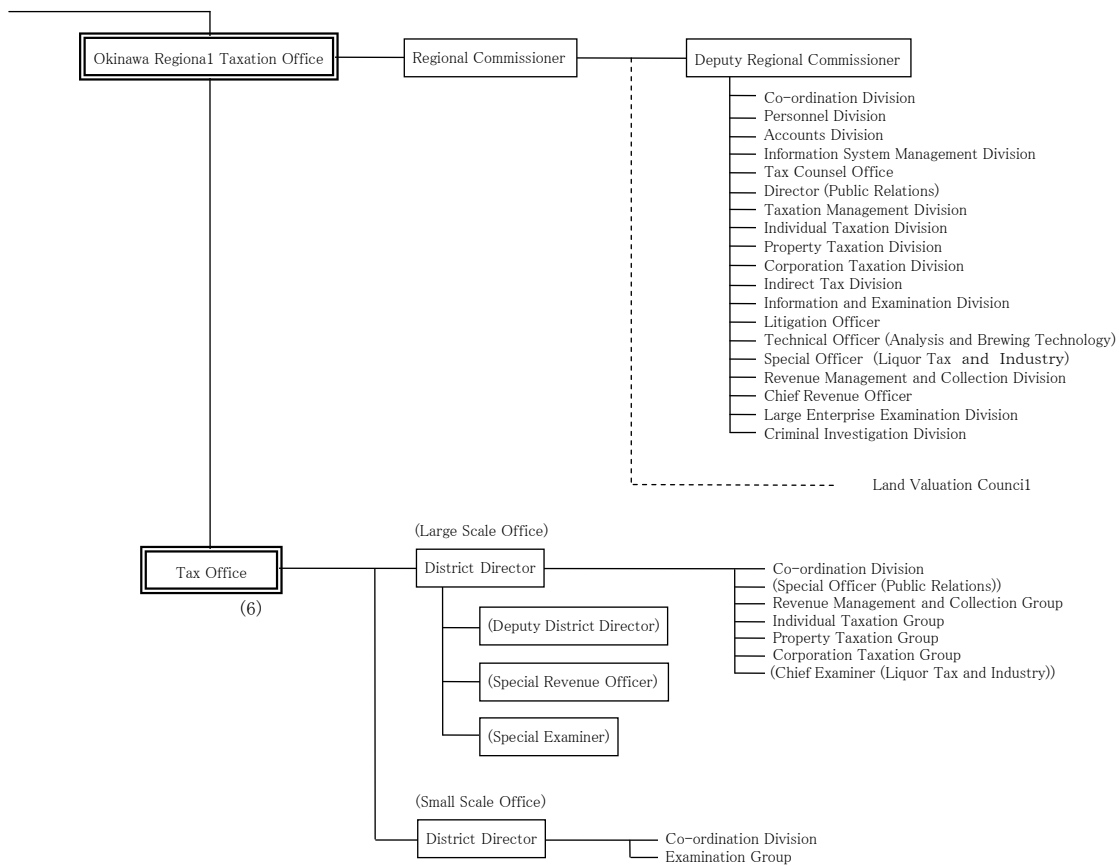 Okinawa Regiona1 Taxation Office
Regional Commissioner
Deputy Regional Commissioner
Co-ordination Division
Personnel Division
Accounts Division
Information System Management Division
Tax Counsel Office
Director (Public Relations)
Taxation Management Division
Individual Taxation Division
Property Taxation Division
Corporation Taxation Division
Indirect Tax Division
Information and Examination Division
Litigation Officer
Technical Officer (Analysis and Brewing Technology)
Special Officer (Liquor Tax and Industry)
Revenue Management and Collection Division
Chief Revenue Officer
Large Enterprise Examination Division
Criminal Investigation Division
Land Valuation Counci1
Tax Office
(6)
(Large Scale Office)
District Director
(Deputy District Director)
(Special Revenue Officer)
(Special Examiner)
Co-ordination Division
(Special Officer (Public Relations))
Revenue Management and Collection Group
Individual Taxation Group
Property Taxation Group
Corporation Taxation Group
(Chief Examiner (Liquor Tax and Industry))
(Small Scale Office)
District Director
Co-ordination Division
Examination Group